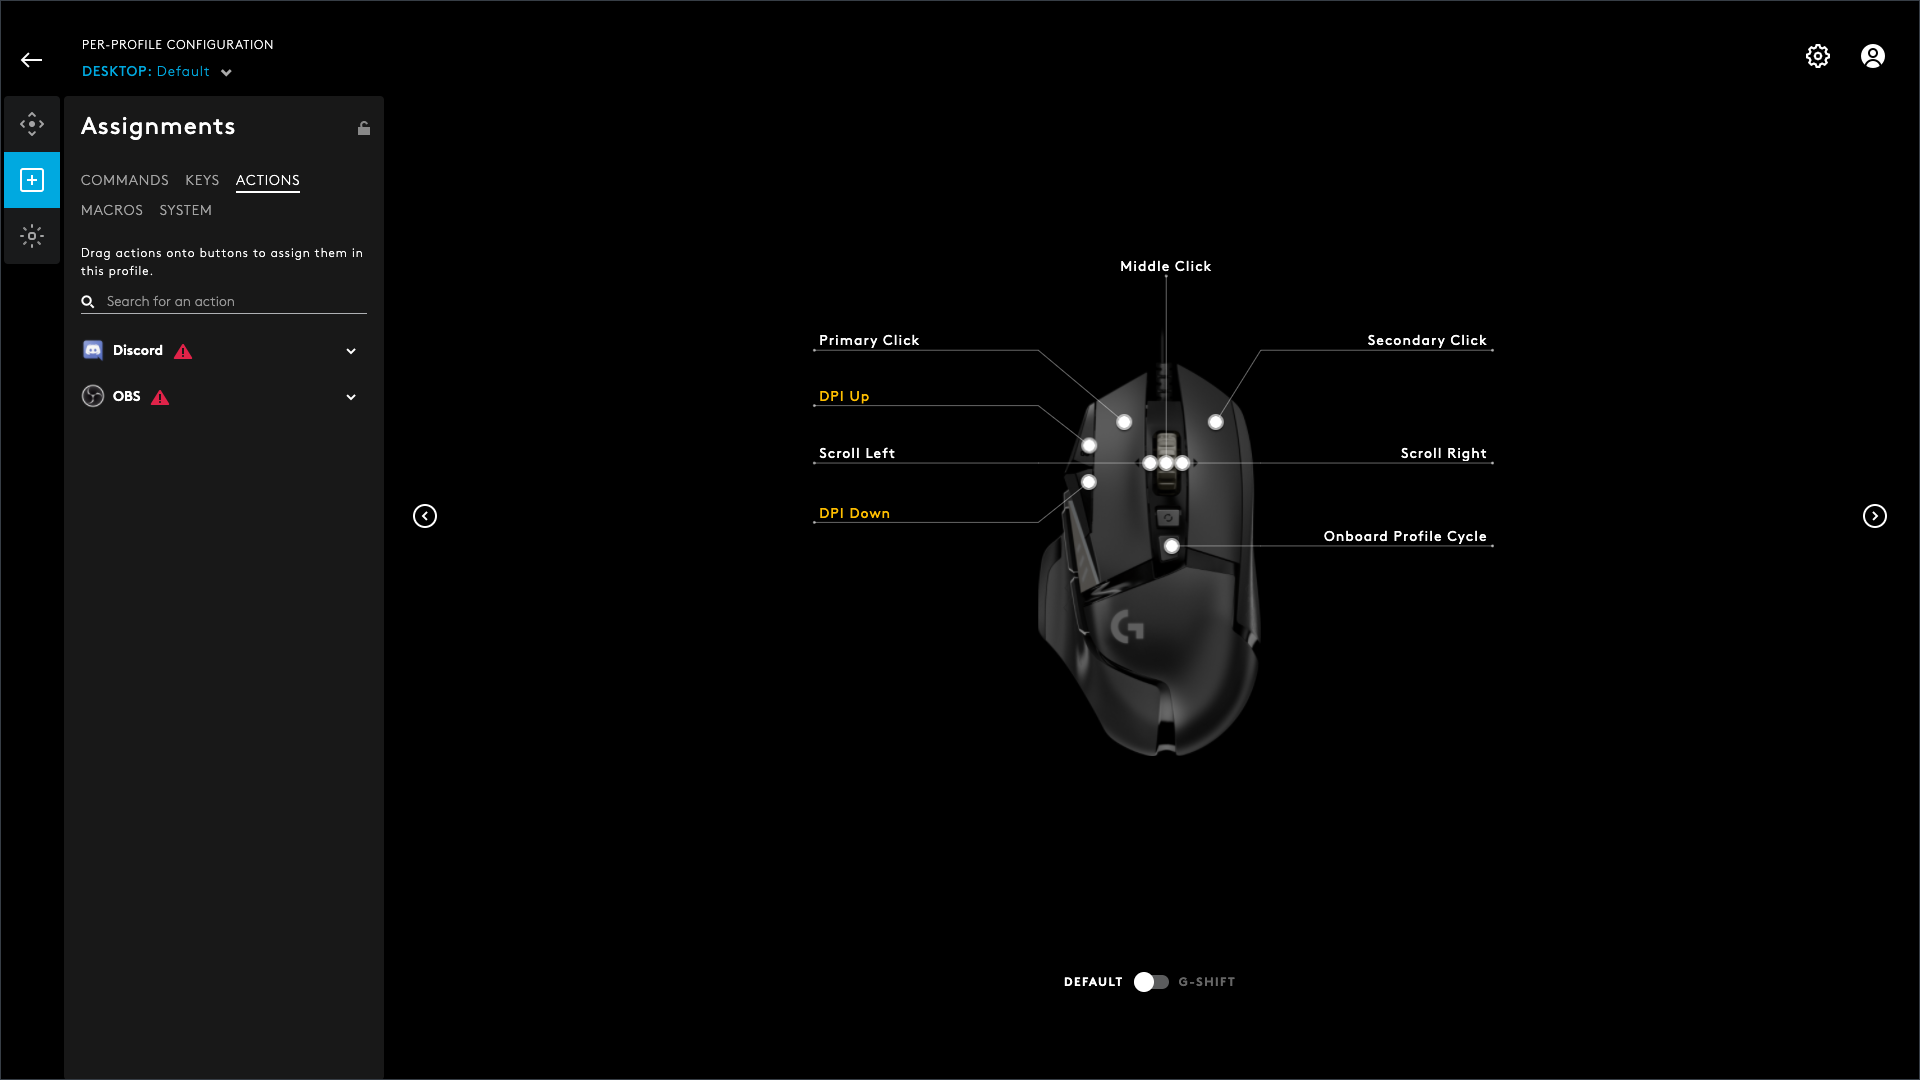 PER-PROFILE CONFIGURATION
DESKTOP: Default
Assignments
COMMANDS KEYS ACTIONS
MACROS SYSTEM
Drag actions onto buttons to assign them in
this profile.
Search for an action
Discord
OBS
Middle Click
Primary Click
Secondary Click
DPI Up
Scroll Left
Scroll Right
DPI Down
Onboard Profile Cycle
DEFAULT G-SHIFT